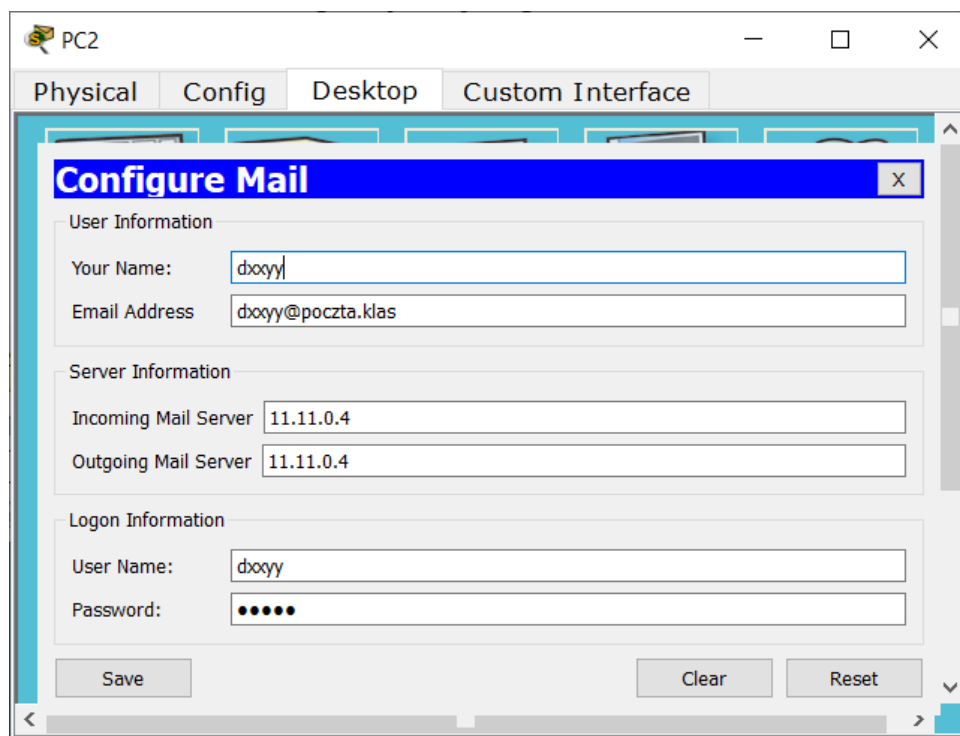 PC2
Physical Config Desktop Custom Interface
Configure Mail X
User Information
Your Name: dxxyy
Email Address dxxyy@poczta.klas
Server Information
Incoming Mail Server 11.11.0.4
Outgoing Mail Server 11.11.0.4
Logon Information
User Name: dxxyy
Password: •••••
Save Clear Reset